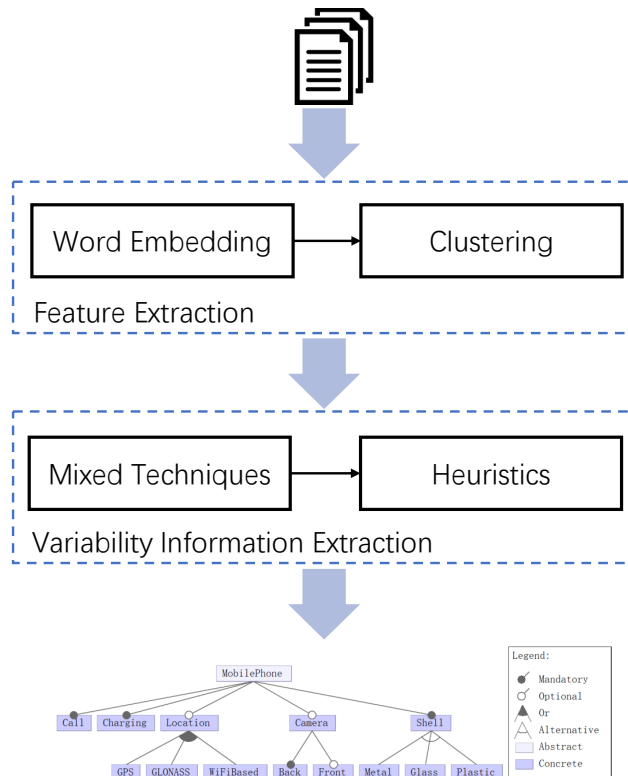 Word Embedding
Clustering
Feature Extraction
Mixed Techniques
Heuristics
Variability Information Extraction
Legend:
Mandatory
Optional
Or
Alternative
Abstract
Concrete
MobilePhone
Call
Charging
Location
Camera
Shell
GPS
GLONASS
WiFiBased
Back
Front
Metal
Glass
Plastic